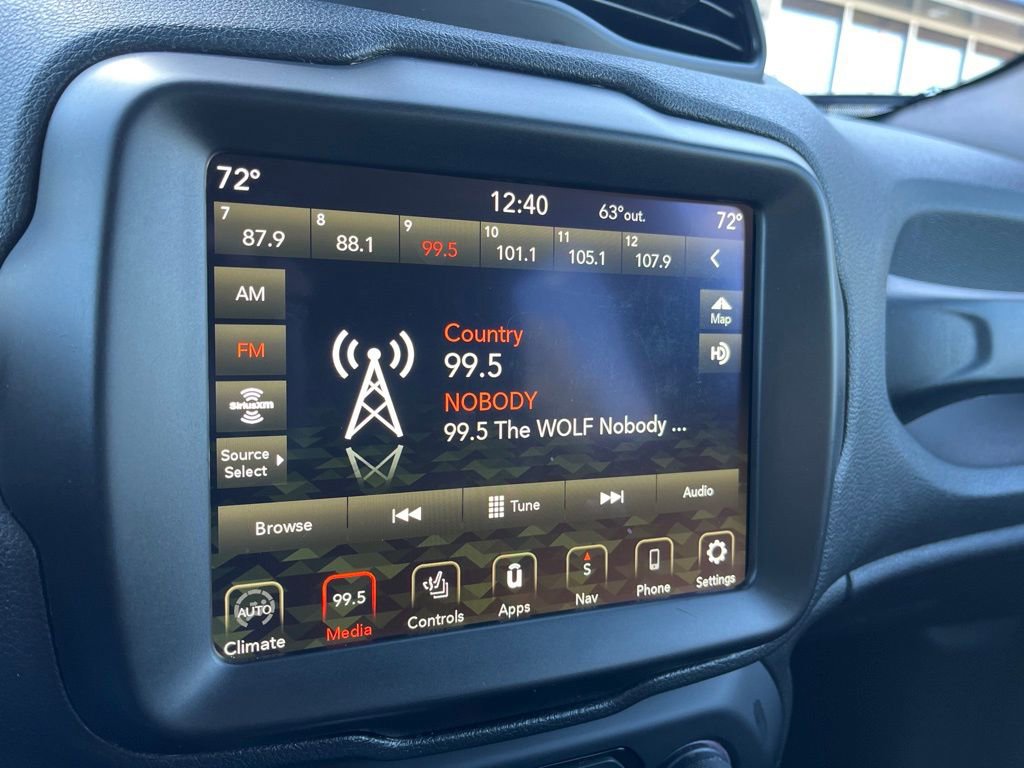 72° 12:40 63°out. 72°
7 8 9 10 11 12
87.9 88.1 99.5 101.1 105.1 107.9
AM
Map
FM
HD
SiriusXM
Source
Select
Country
99.5
NOBODY
99.5 The WOLF Nobody ...
Browse Tune Audio
AUTO 99.5 S
Climate Media Controls Apps Nav Phone Settings